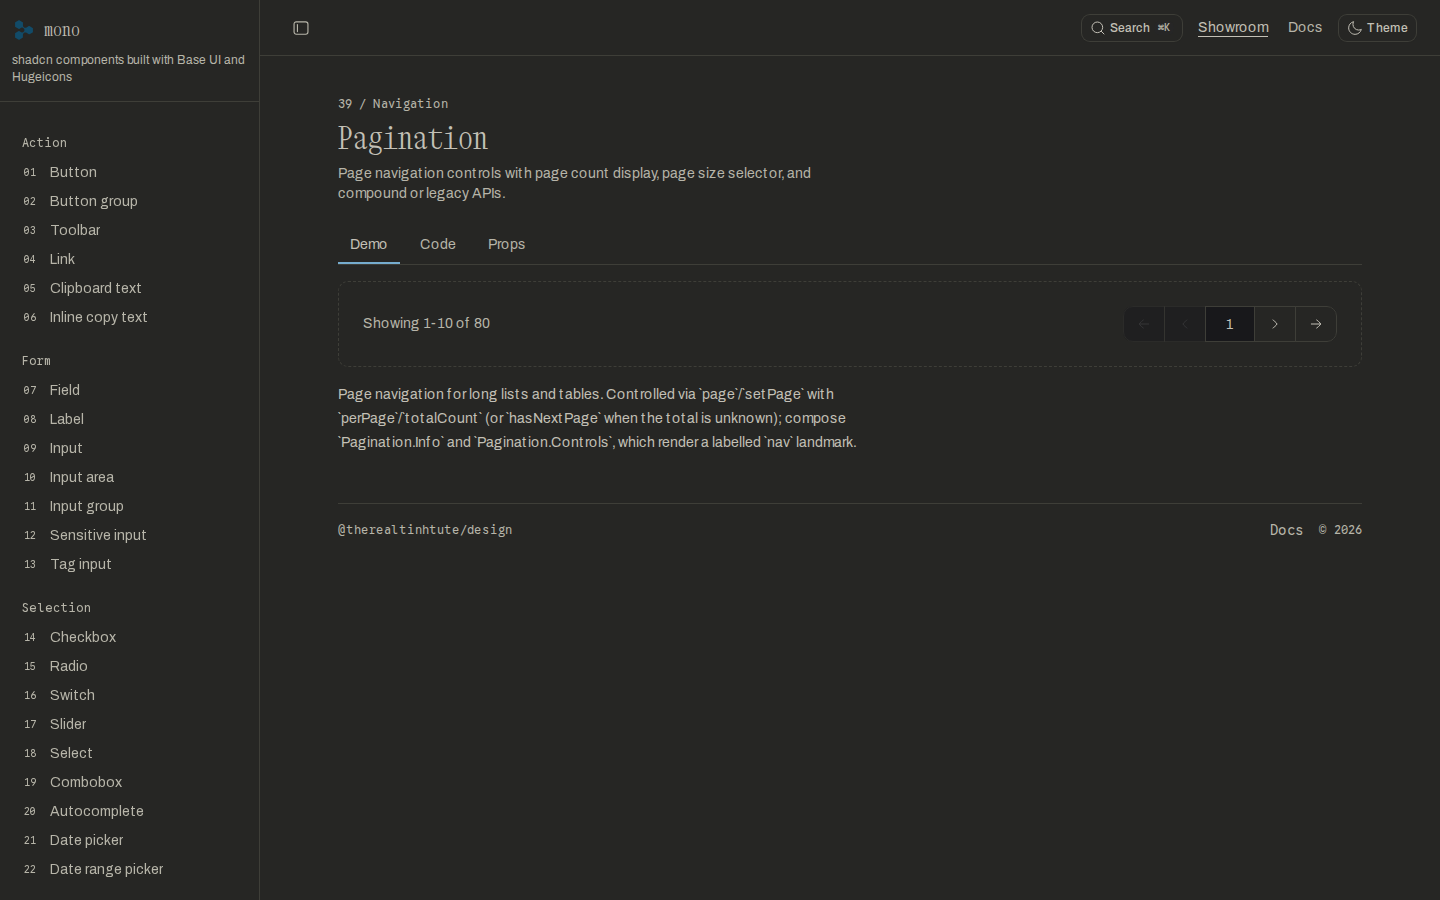 mono
shadcn components built with Base UI and
Hugeicons
Action
01 Button
02 Button group
03 Toolbar
04 Link
05 Clipboard text
06 Inline copy text
Form
07 Field
08 Label
09 Input
10 Input area
11 Input group
12 Sensitive input
13 Tag input
Selection
14 Checkbox
15 Radio
16 Switch
17 Slider
18 Select
19 Combobox
20 Autocomplete
21 Date picker
22 Date range picker
Search ⌘K Showroom Docs Theme
39 / Navigation
Pagination
Page navigation controls with page count display, page size selector, and
compound or legacy APIs.
Demo Code Props
Showing 1-10 of 80
1
Page navigation for long lists and tables. Controlled via `page`/`setPage` with
`perPage`/`totalCount` (or `hasNextPage` when the total is unknown); compose
`Pagination.Info` and `Pagination.Controls`, which render a labelled `nav` landmark.
@therealtinhtute/design
Docs © 2026